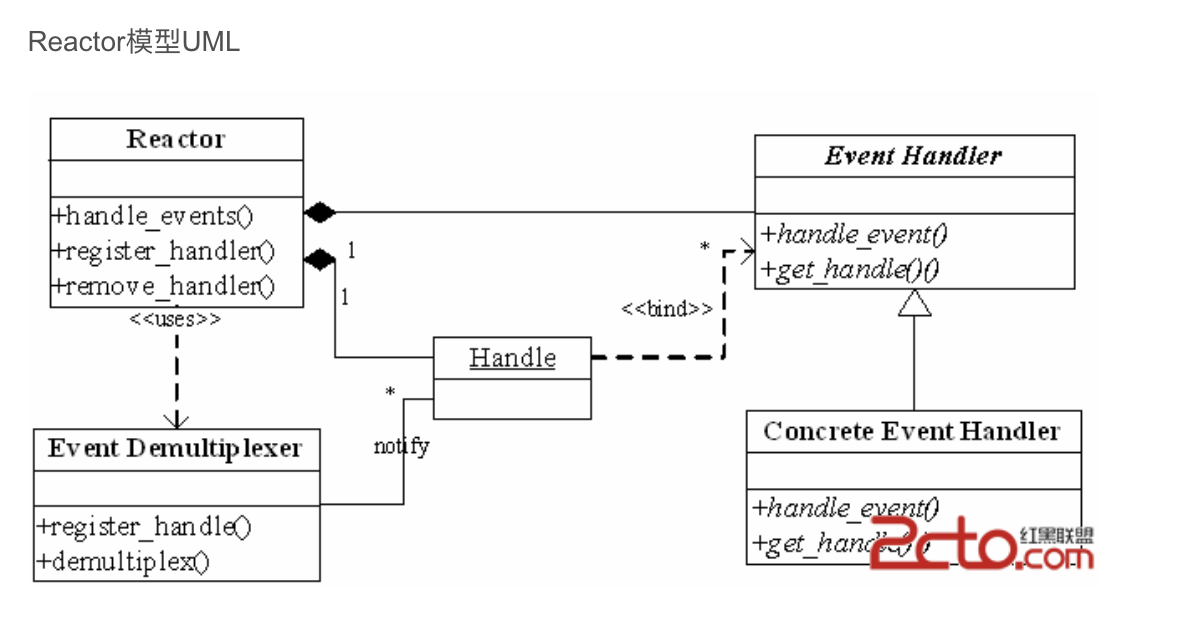 Reactor模型UML
Reactor
+handle_events()
+register_handler()
+remove_handler()
<<uses>>
1
1
*
<<bind>>
Event Handler
+handle_event()
+get_handle()()
Handle
*
notify
Event Demultiplexer
+register_handle()
+demultiplex()
Concrete Event Handler
+handle_event()
+get_handle()()
2cto.com
红黑联盟